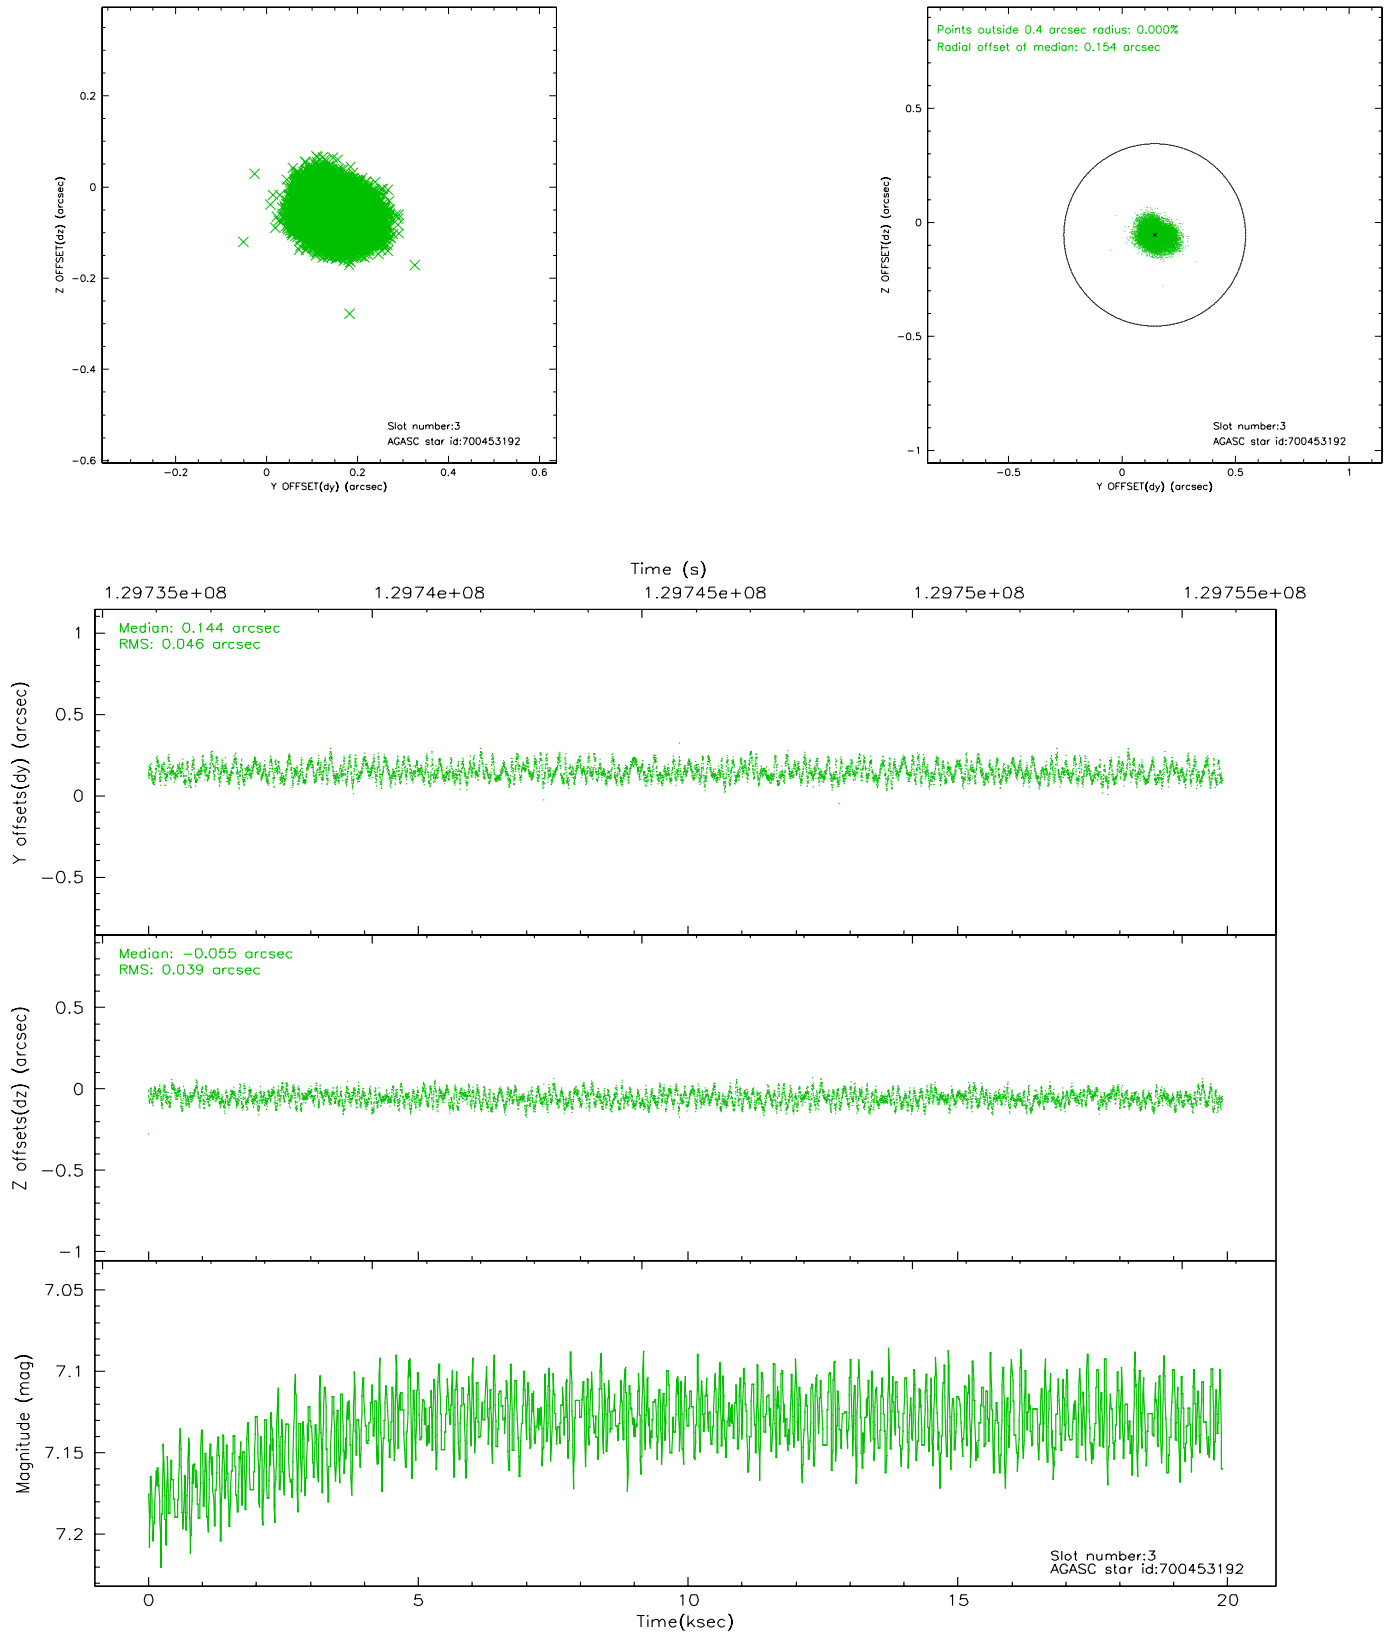 0.2
0
−0.2
−0.4
−0.6
Z OFFSET(dz) (arcsec)
Slot number:3
AGASC star id:700453192
−0.2 0 0.2 0.4 0.6
Y OFFSET(dy) (arcsec)
Points outside 0.4 arcsec radius: 0.000%
Radial offset of median: 0.154 arcsec
0.5
0
−0.5
−1
Z OFFSET(dz) (arcsec)
Slot number:3
AGASC star id:700453192
−0.5 0 0.5 1
Y OFFSET(dy) (arcsec)
Time (s)
1.29735e+08 1.2974e+08 1.29745e+08 1.2975e+08 1.29755e+08
Median: 0.144 arcsec
RMS: 0.046 arcsec
1
0.5
0
−0.5
Y offsets(dy) (arcsec)
Median: −0.055 arcsec
RMS: 0.039 arcsec
0.5
0
−0.5
−1
Z offsets(dz) (arcsec)
7.05
7.1
7.15
7.2
Magnitude (mag)
Slot number:3
AGASC star id:700453192
0 5 10 15 20
Time(ksec)